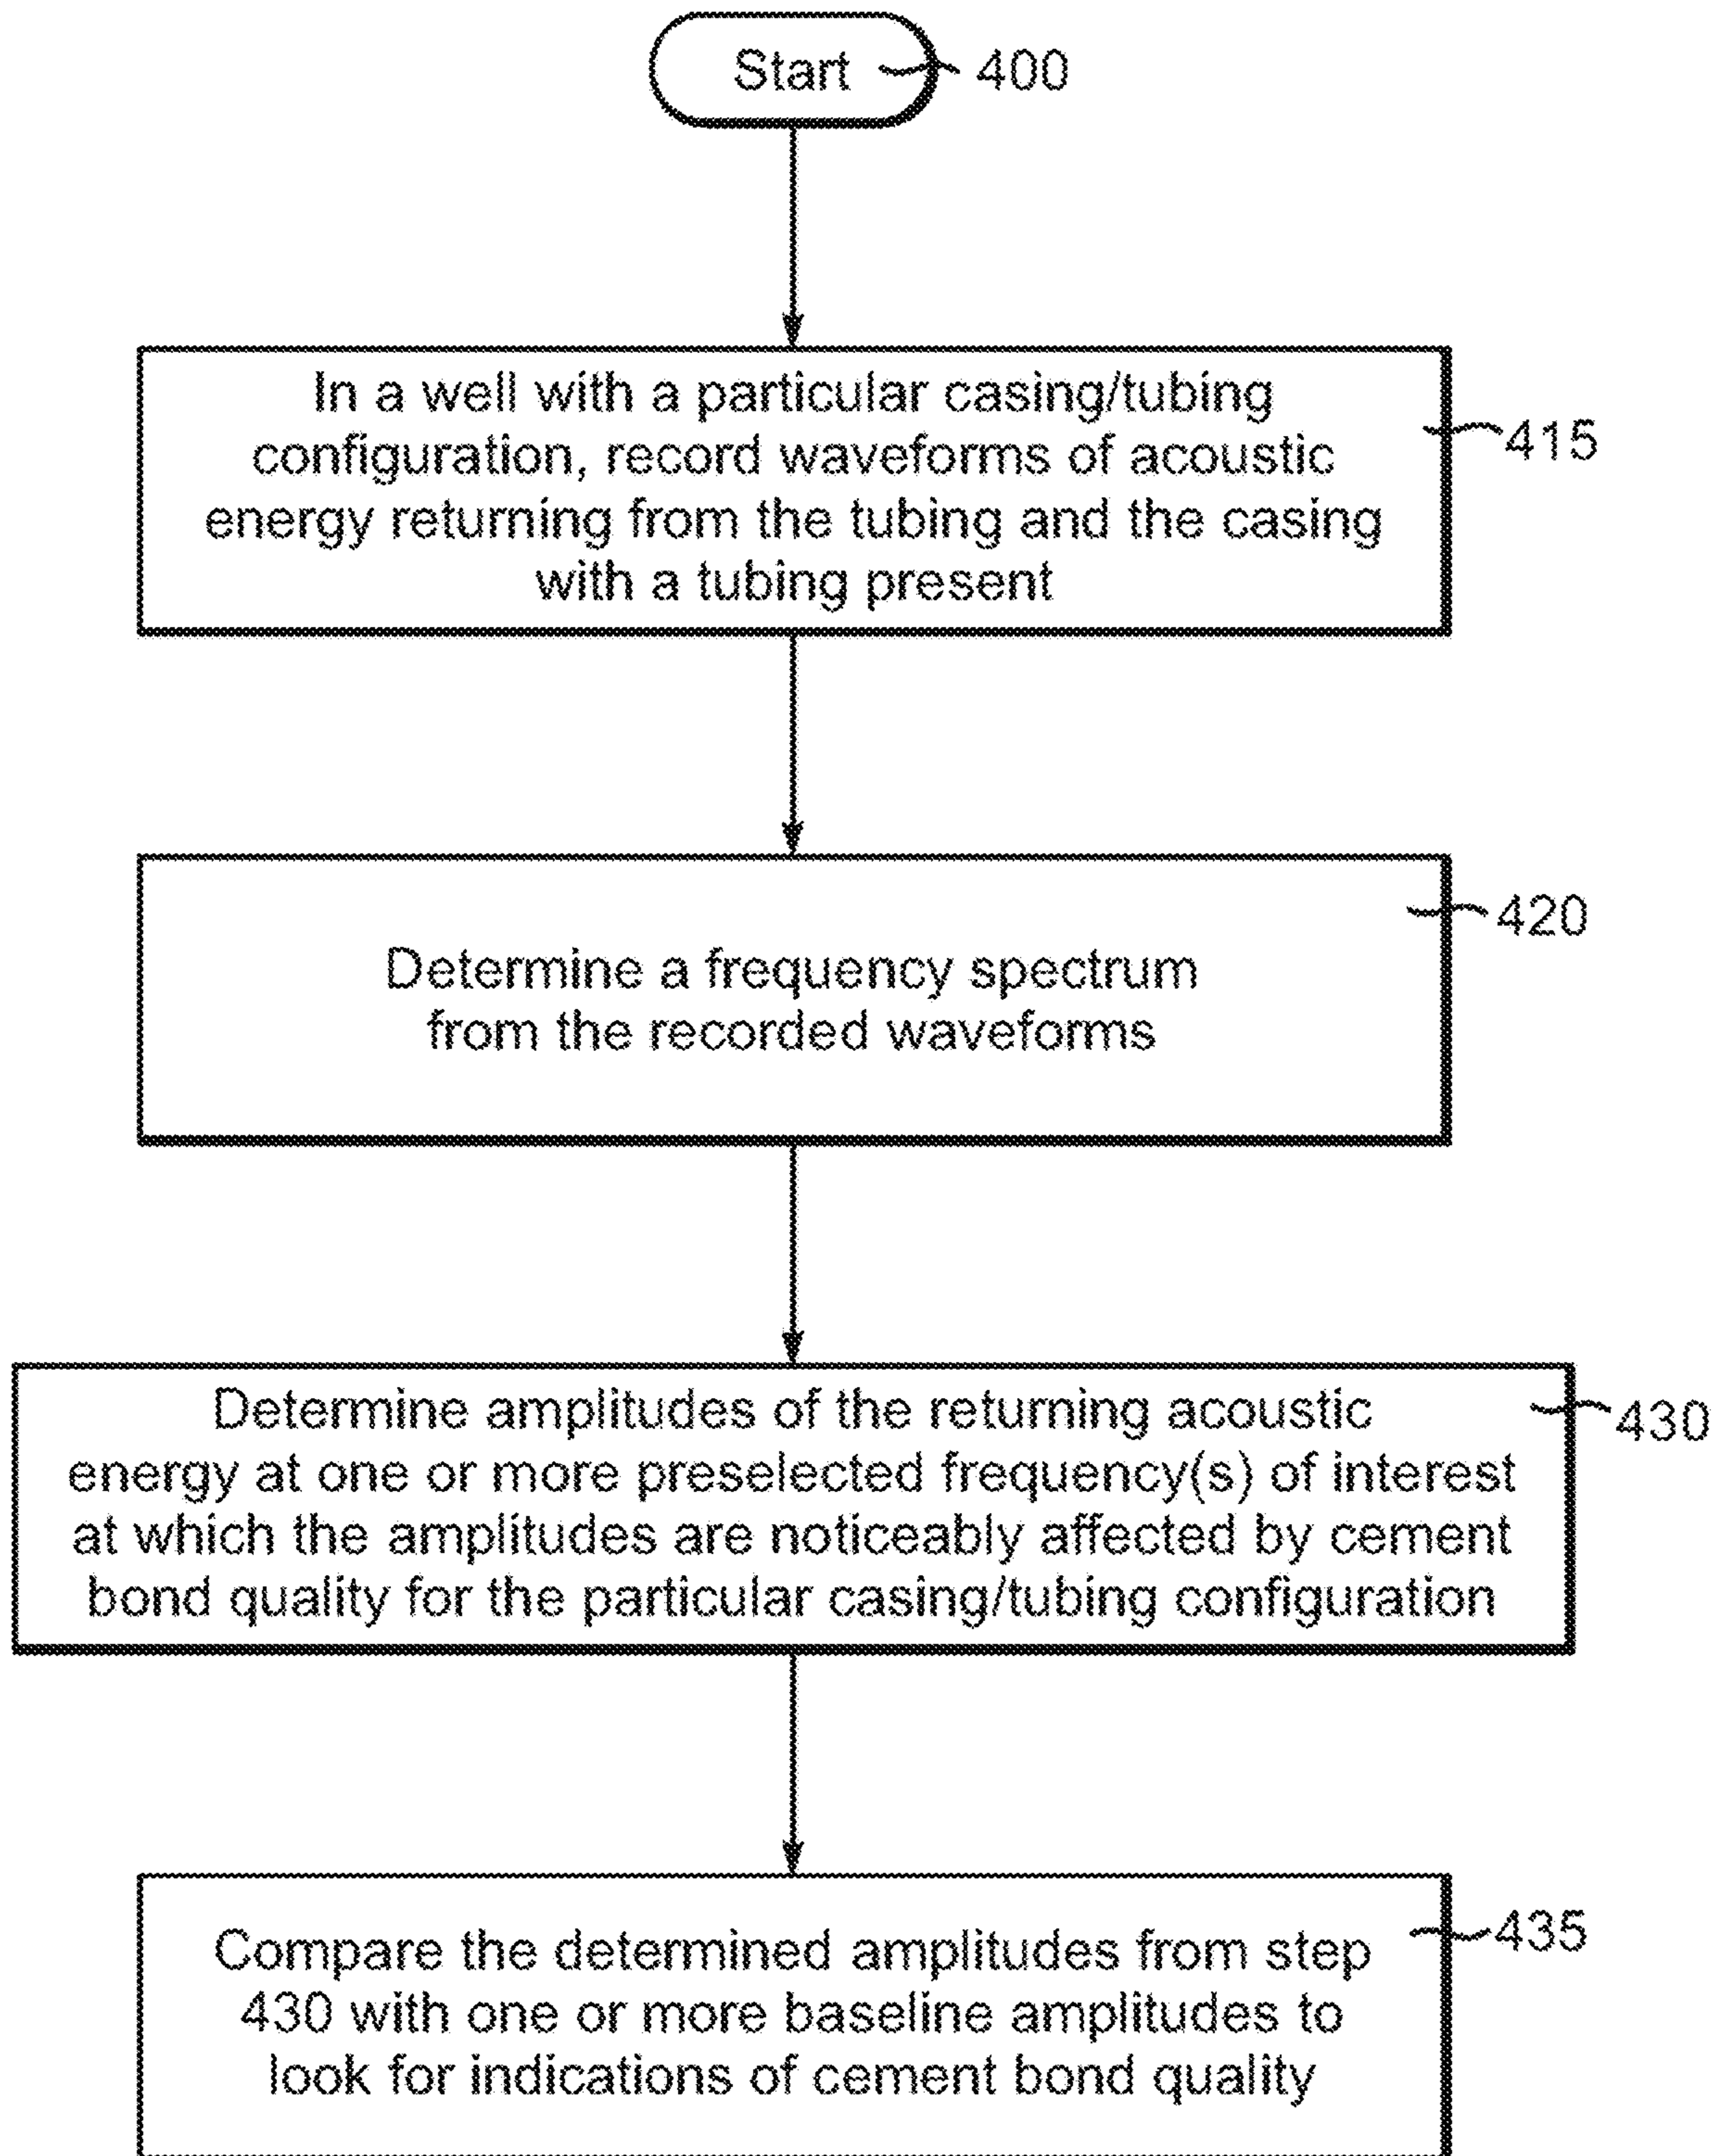 Start 400
In a well with a particular casing/tubing
configuration, record waveforms of acoustic
energy returning from the tubing and the casing
with a tubing present
415
Determine a frequency spectrum
from the recorded waveforms
420
Determine amplitudes of the returning acoustic
energy at one or more preselected frequency(s) of interest
at which the amplitudes are noticeably affected by cement
bond quality for the particular casing/tubing configuration
430
Compare the determined amplitudes from step
430 with one or more baseline amplitudes to
look for indications of cement bond quality
435